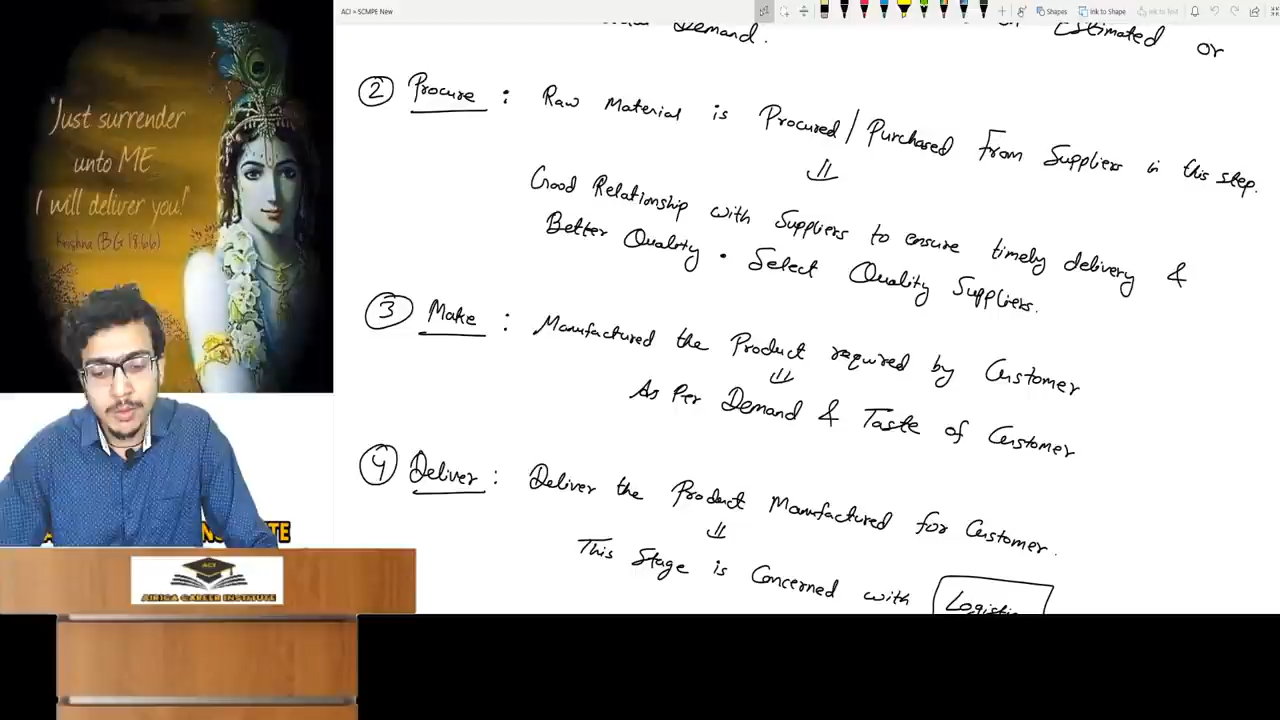 ACI > SCMPE New
Shapes
Ink to Shape
Ink to Text
"Just surrender
unto ME
I will deliver you!"
Krishna (BG 18.66)
Demand.
Estimated or
② Procure : Raw Material is Procured / Purchased From Suppliers in this step.
Good Relationship with Suppliers to ensure timely delivery &
Better Quality . Select Quality Suppliers.
③ Make : Manufactured the Product required by Customer
As Per Demand & Taste of Customer
④ Deliver : Deliver the Product Manufactured for Customer.
This Stage is Concerned with
ACI
AIRIGA CAREER INSTITUTE